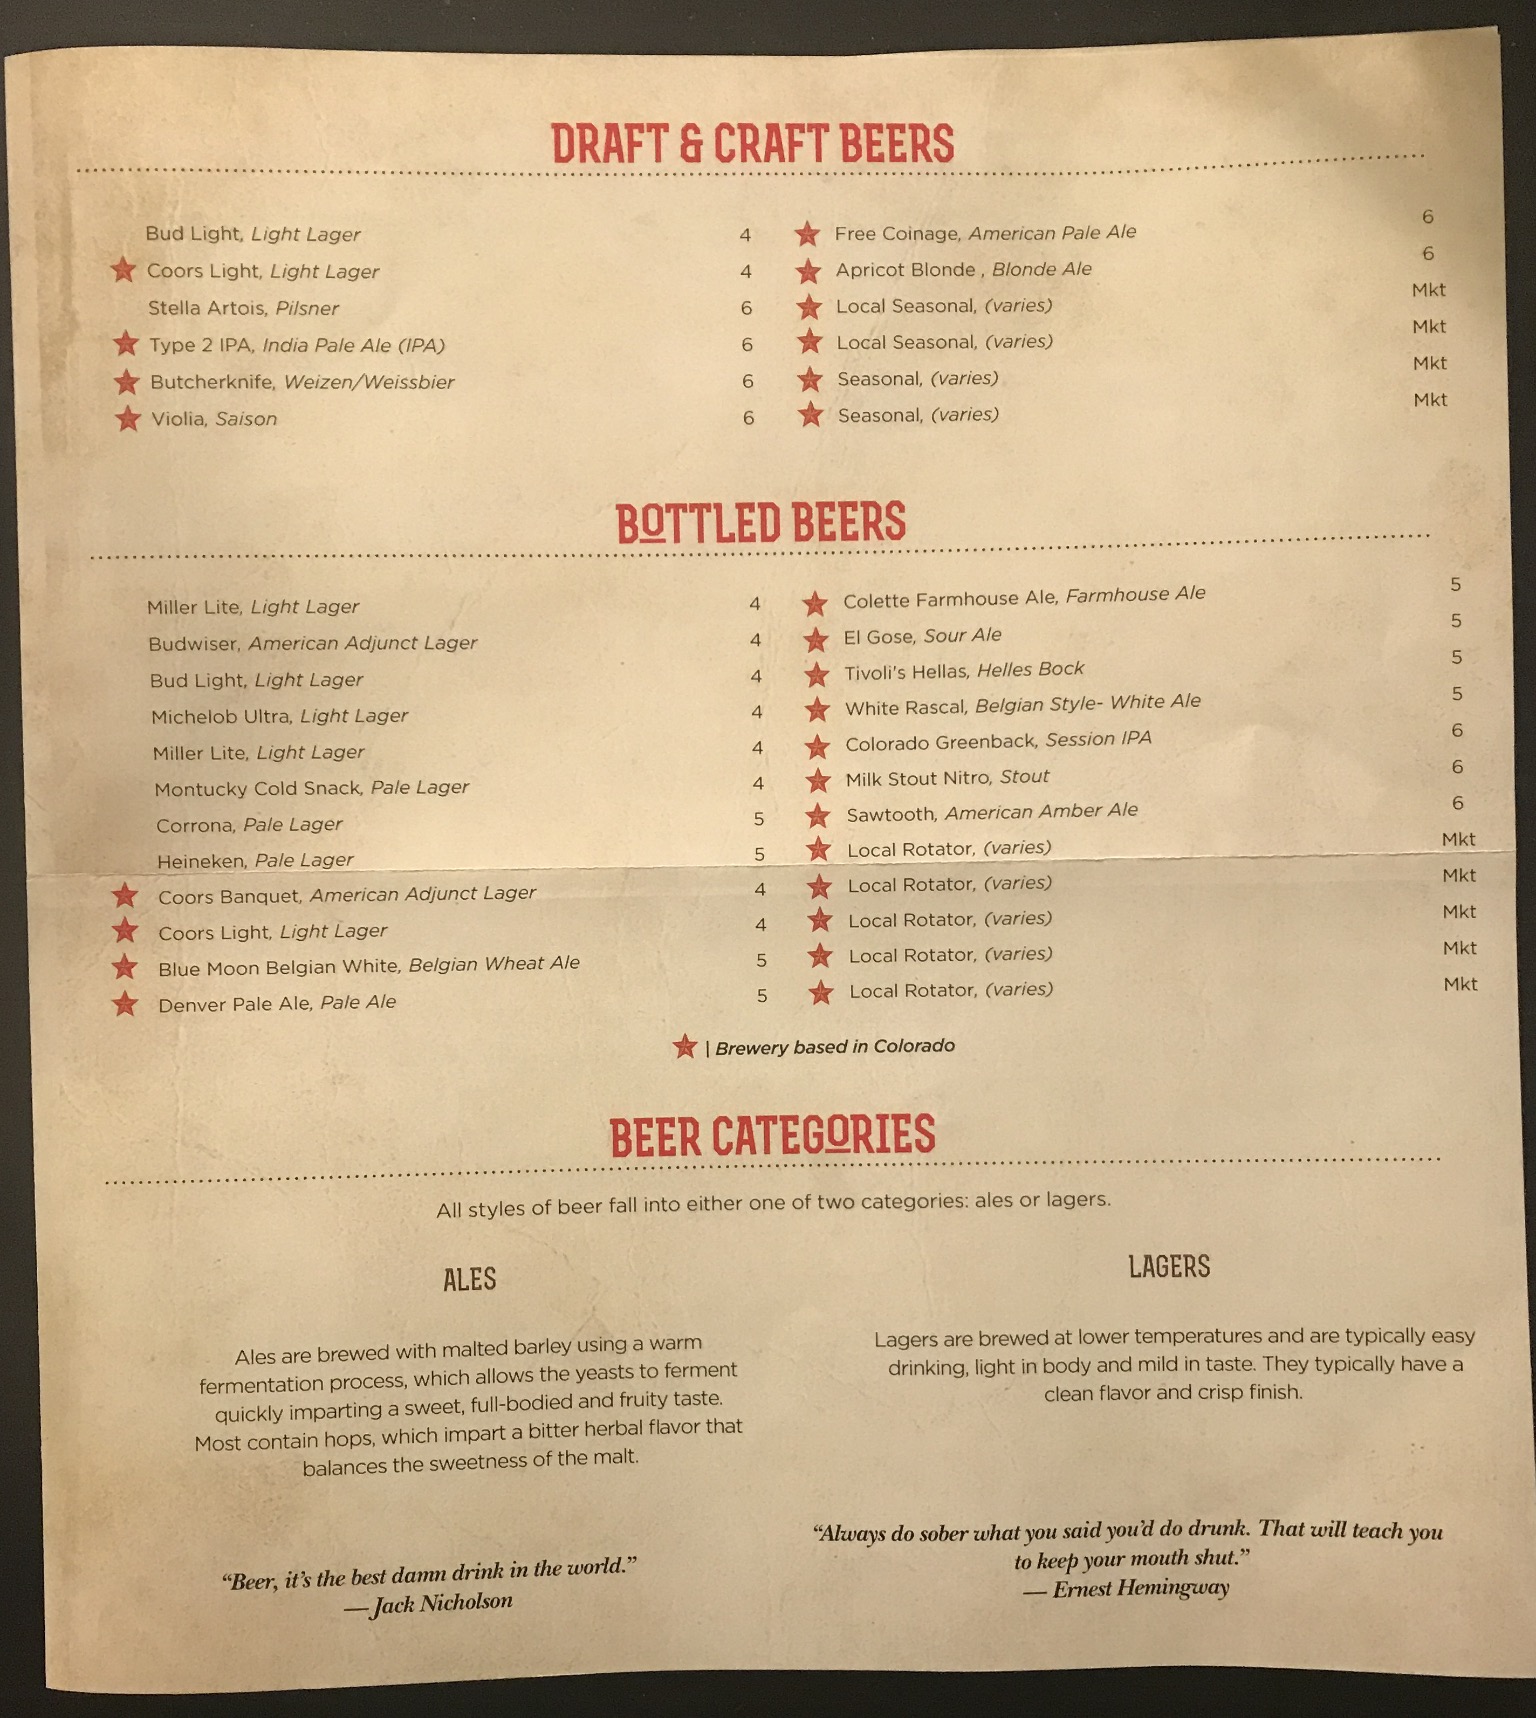 DRAFT & CRAFT BEERS
Bud Light, Light Lager 4
Coors Light, Light Lager 4
Stella Artois, Pilsner 6
Type 2 IPA, India Pale Ale (IPA) 6
Butcherknife, Weizen/Weissbier 6
Violia, Saison 6
Free Coinage, American Pale Ale 6
Apricot Blonde , Blonde Ale 6
Local Seasonal, (varies) Mkt
Local Seasonal, (varies) Mkt
Seasonal, (varies) Mkt
Seasonal, (varies) Mkt
BOTTLED BEERS
Miller Lite, Light Lager 4
Budwiser, American Adjunct Lager 4
Bud Light, Light Lager 4
Michelob Ultra, Light Lager 4
Miller Lite, Light Lager 4
Montucky Cold Snack, Pale Lager 4
Corrona, Pale Lager 5
Heineken, Pale Lager 5
Coors Banquet, American Adjunct Lager 4
Coors Light, Light Lager 4
Blue Moon Belgian White, Belgian Wheat Ale 5
Denver Pale Ale, Pale Ale 5
Colette Farmhouse Ale, Farmhouse Ale 5
El Gose, Sour Ale 5
Tivoli's Hellas, Helles Bock 5
White Rascal, Belgian Style- White Ale 5
Colorado Greenback, Session IPA 6
Milk Stout Nitro, Stout 6
Sawtooth, American Amber Ale 6
Local Rotator, (varies) Mkt
Local Rotator, (varies) Mkt
Local Rotator, (varies) Mkt
Local Rotator, (varies) Mkt
Local Rotator, (varies) Mkt
| Brewery based in Colorado
BEER CATEGORIES
All styles of beer fall into either one of two categories: ales or lagers.
ALES
Ales are brewed with malted barley using a warm
fermentation process, which allows the yeasts to ferment
quickly imparting a sweet, full-bodied and fruity taste.
Most contain hops, which impart a bitter herbal flavor that
balances the sweetness of the malt.
"Beer, it's the best damn drink in the world."
— Jack Nicholson
LAGERS
Lagers are brewed at lower temperatures and are typically easy
drinking, light in body and mild in taste. They typically have a
clean flavor and crisp finish.
"Always do sober what you said you'd do drunk. That will teach you
to keep your mouth shut."
— Ernest Hemingway